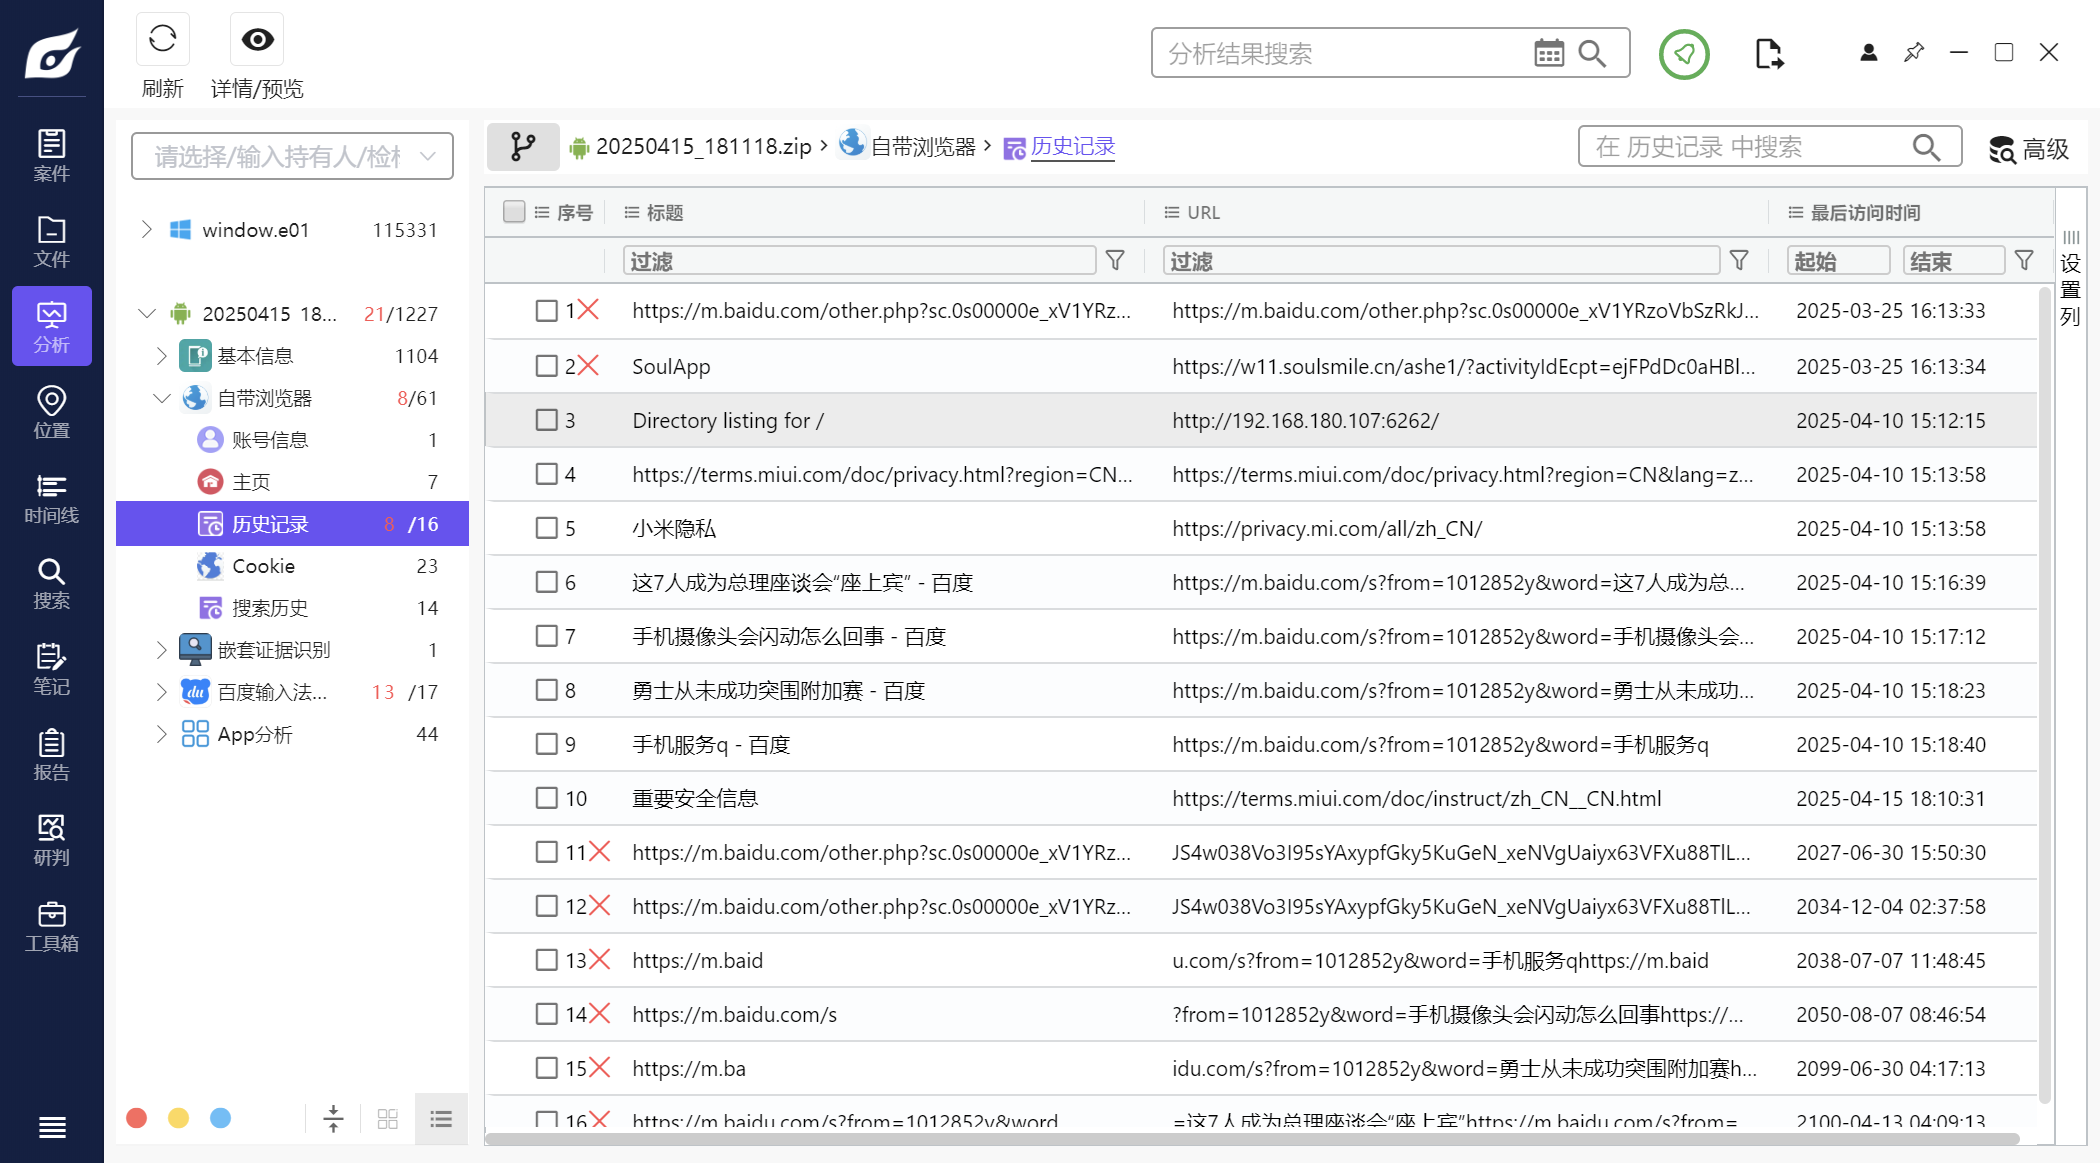 刷新
详情/预览
分析结果搜索
案件
文件
分析
位置
时间线
搜索
笔记
报告
研判
工具箱
请选择/输入持有人/检材
window.e01 115331
20250415 18... 21/1227
基本信息 1104
自带浏览器 8/61
账号信息 1
主页 7
历史记录 8 /16
Cookie 23
搜索历史 14
嵌套证据识别 1
百度输入法... 13 /17
App分析 44
20250415_181118.zip › 自带浏览器 › 历史记录
在 历史记录 中搜索
高级
序号 标题 URL 最后访问时间
过滤 过滤 起始 结束
设置列
1 https://m.baidu.com/other.php?sc.0s00000e_xV1YRz... https://m.baidu.com/other.php?sc.0s00000e_xV1YRzoVbSzRkJ... 2025-03-25 16:13:33
2 SoulApp https://w11.soulsmile.cn/ashe1/?activityIdEcpt=ejFPdDc0aHBl... 2025-03-25 16:13:34
3 Directory listing for / http://192.168.180.107:6262/ 2025-04-10 15:12:15
4 https://terms.miui.com/doc/privacy.html?region=CN... https://terms.miui.com/doc/privacy.html?region=CN&lang=z... 2025-04-10 15:13:58
5 小米隐私 https://privacy.mi.com/all/zh_CN/ 2025-04-10 15:13:58
6 这7人成为总理座谈会“座上宾” - 百度 https://m.baidu.com/s?from=1012852y&word=这7人成为总... 2025-04-10 15:16:39
7 手机摄像头会闪动怎么回事 - 百度 https://m.baidu.com/s?from=1012852y&word=手机摄像头会... 2025-04-10 15:17:12
8 勇士从未成功突围附加赛 - 百度 https://m.baidu.com/s?from=1012852y&word=勇士从未成功... 2025-04-10 15:18:23
9 手机服务q - 百度 https://m.baidu.com/s?from=1012852y&word=手机服务q 2025-04-10 15:18:40
10 重要安全信息 https://terms.miui.com/doc/instruct/zh_CN__CN.html 2025-04-15 18:10:31
11 https://m.baidu.com/other.php?sc.0s00000e_xV1YRz... JS4w038Vo3I95sYAxypfGky5KuGeN_xeNVgUaiyx63VFXu88TlL... 2027-06-30 15:50:30
12 https://m.baidu.com/other.php?sc.0s00000e_xV1YRz... JS4w038Vo3I95sYAxypfGky5KuGeN_xeNVgUaiyx63VFXu88TlL... 2034-12-04 02:37:58
13 https://m.baid u.com/s?from=1012852y&word=手机服务qhttps://m.baid 2038-07-07 11:48:45
14 https://m.baidu.com/s ?from=1012852y&word=手机摄像头会闪动怎么回事https://... 2050-08-07 08:46:54
15 https://m.ba idu.com/s?from=1012852y&word=勇士从未成功突围附加赛h... 2099-06-30 04:17:13
16 https://m.baidu.com/s?from=1012852y&word =这7人成为总理座谈会“座上宾”https://m.baidu.com/s?from= 2100-04-13 04:09:13